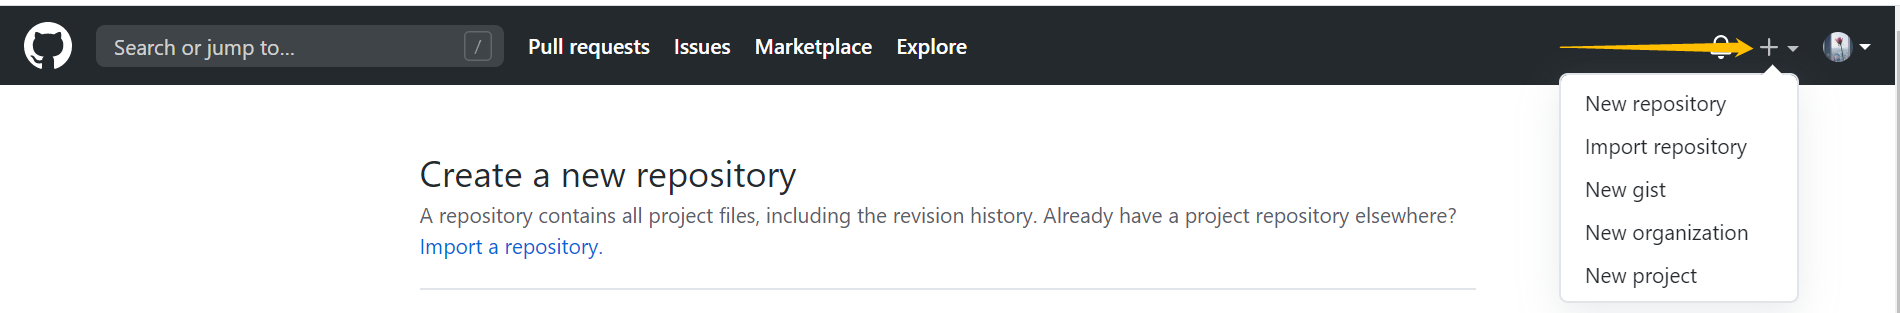 Search or jump to... / Pull requests Issues Marketplace Explore
New repository
Import repository
New gist
New organization
New project
Create a new repository
A repository contains all project files, including the revision history. Already have a project repository elsewhere?
Import a repository.